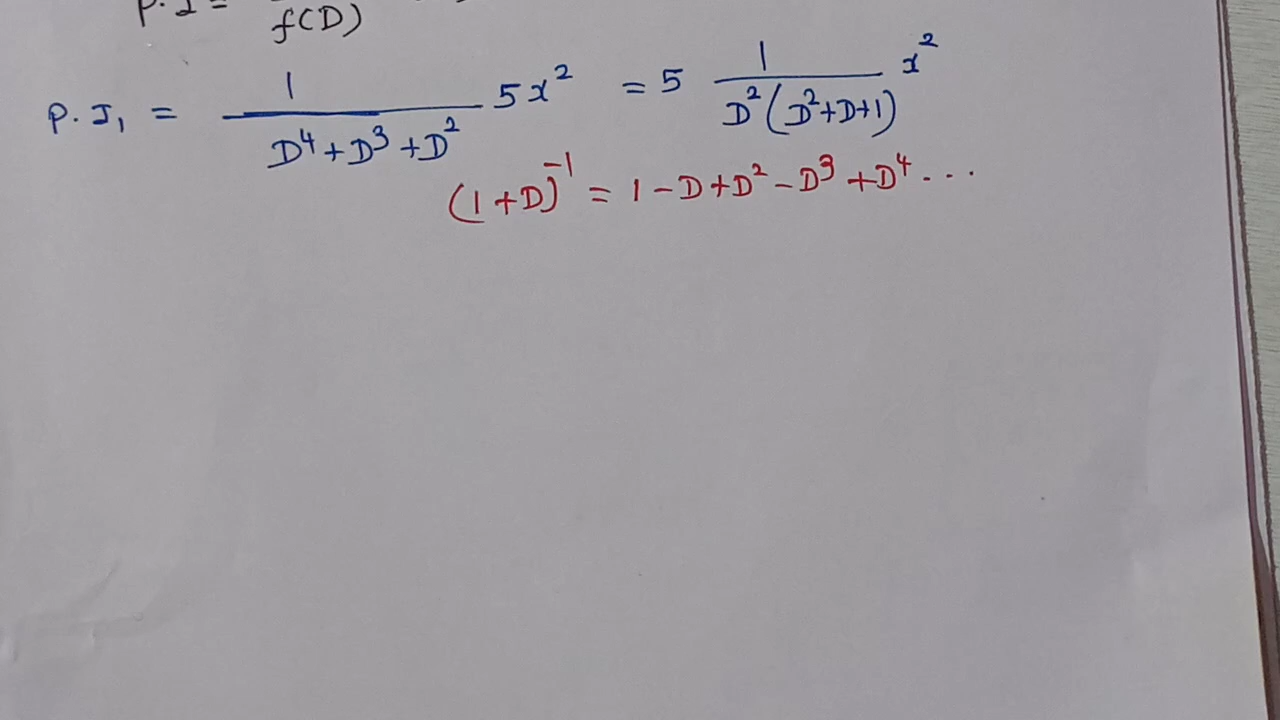 P.I =
f(D)
P.I₁ = 1/(D⁴+D³+D²) 5x² = 5 1/(D²(D²+D+1)) x²
(1+D)⁻¹ = 1-D+D²-D³+D⁴...